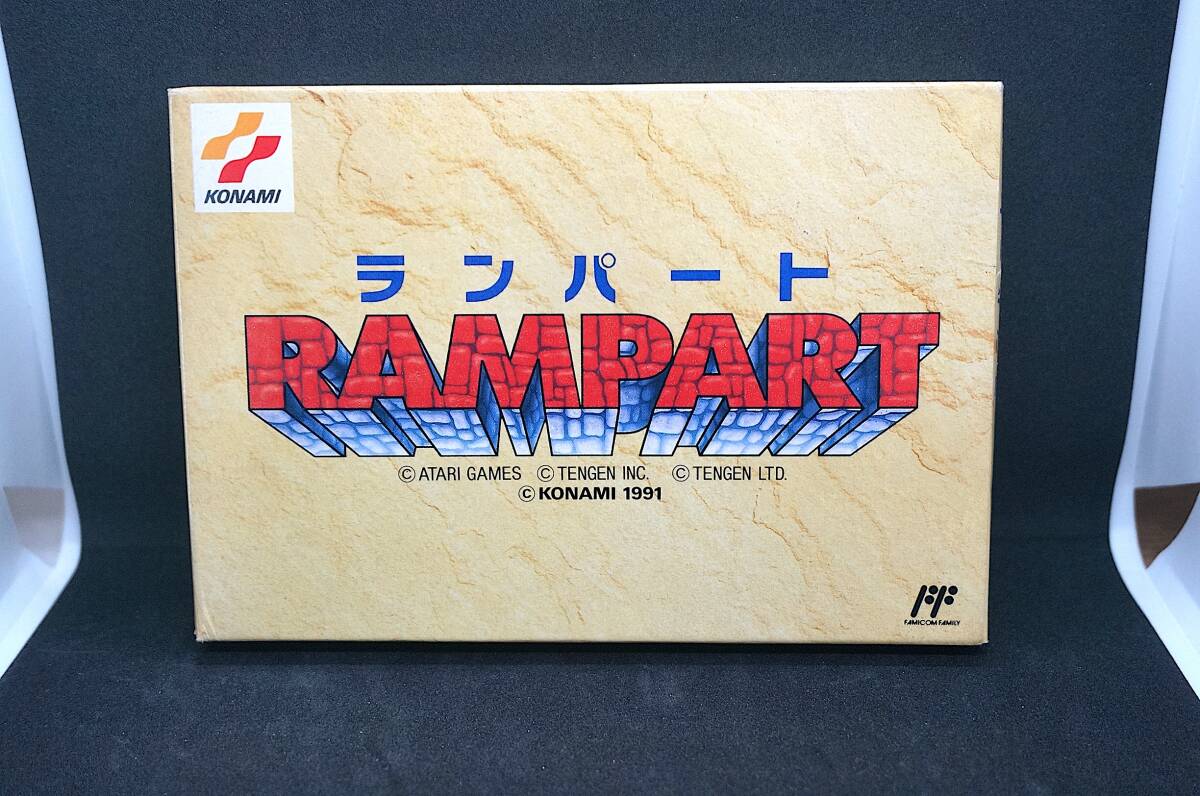 KONAMI
ランパート
RAMPART
© ATARI GAMES © TENGEN INC. © TENGEN LTD.
© KONAMI 1991
FAMICOM FAMILY